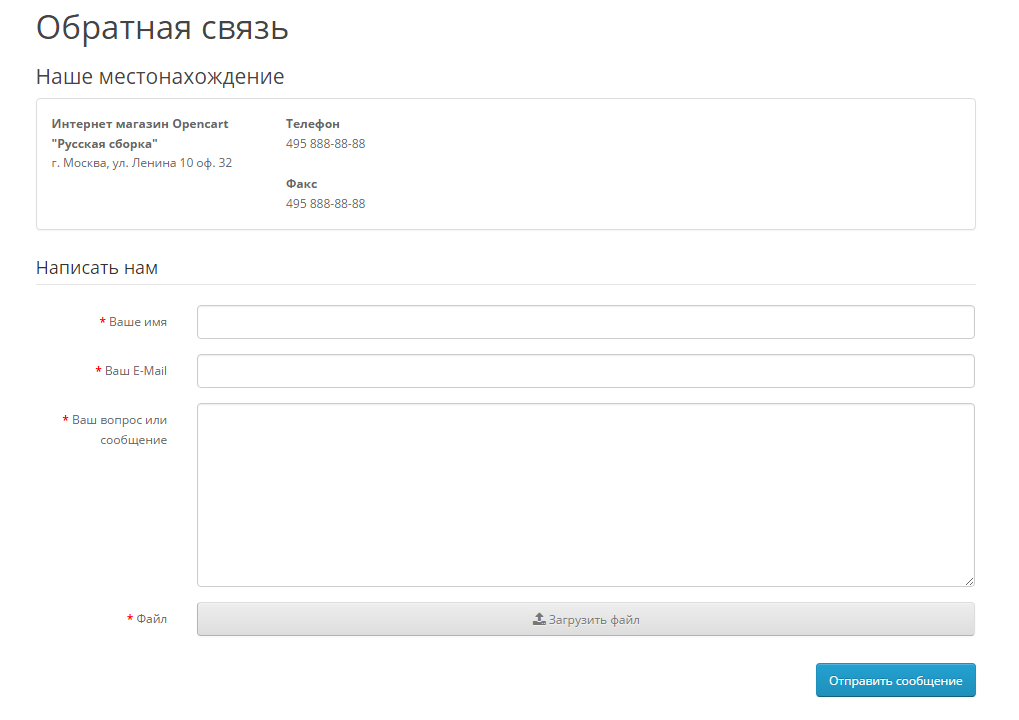 Обратная связь
Наше местонахождение
Интернет магазин Opencart
"Русская сборка"
г. Москва, ул. Ленина 10 оф. 32
Телефон
495 888-88-88
Факс
495 888-88-88
Написать нам
* Ваше имя
* Ваш E-Mail
* Ваш вопрос или
сообщение
* Файл
Загрузить файл
Отправить сообщение